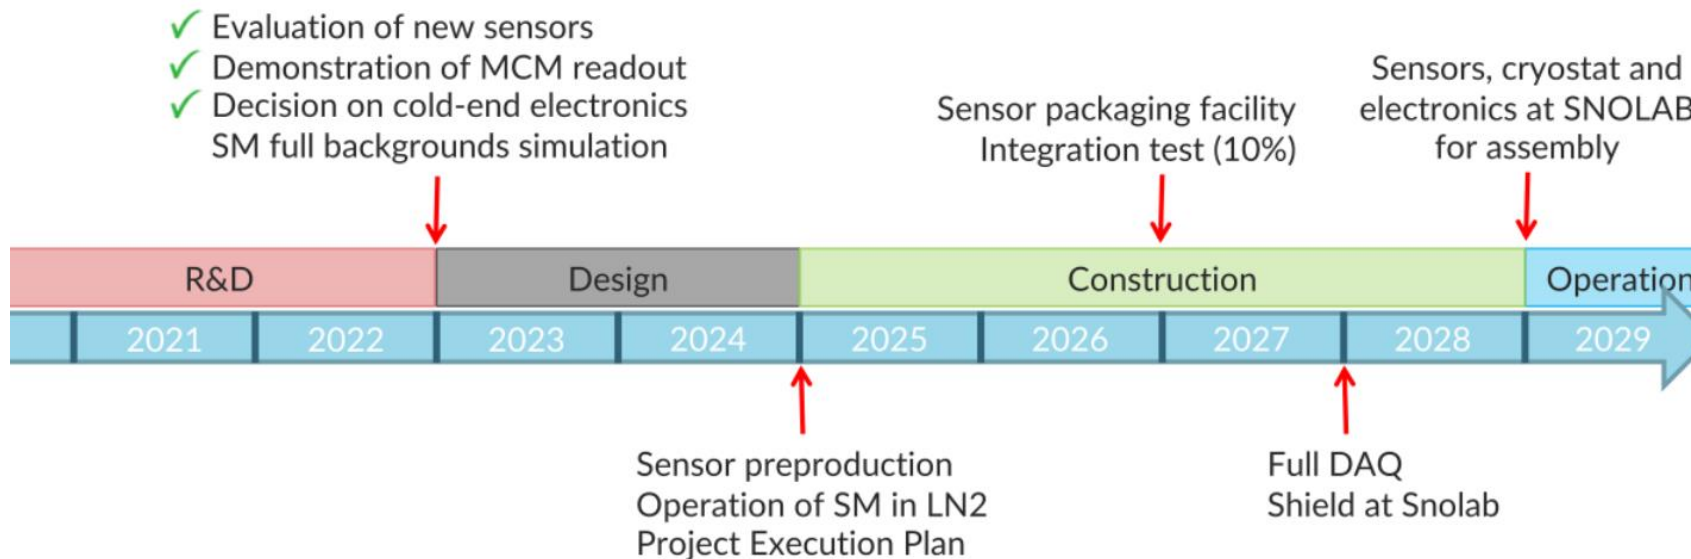 ✓ Evaluation of new sensors
✓ Demonstration of MCM readout
✓ Decision on cold-end electronics
SM full backgrounds simulation
Sensor packaging facility
Integration test (10%)
Sensors, cryostat and
electronics at SNOLAB
for assembly
R&D
Design
Construction
Operation
2021
2022
2023
2024
2025
2026
2027
2028
2029
Sensor preproduction
Operation of SM in LN2
Project Execution Plan
Full DAQ
Shield at Snolab